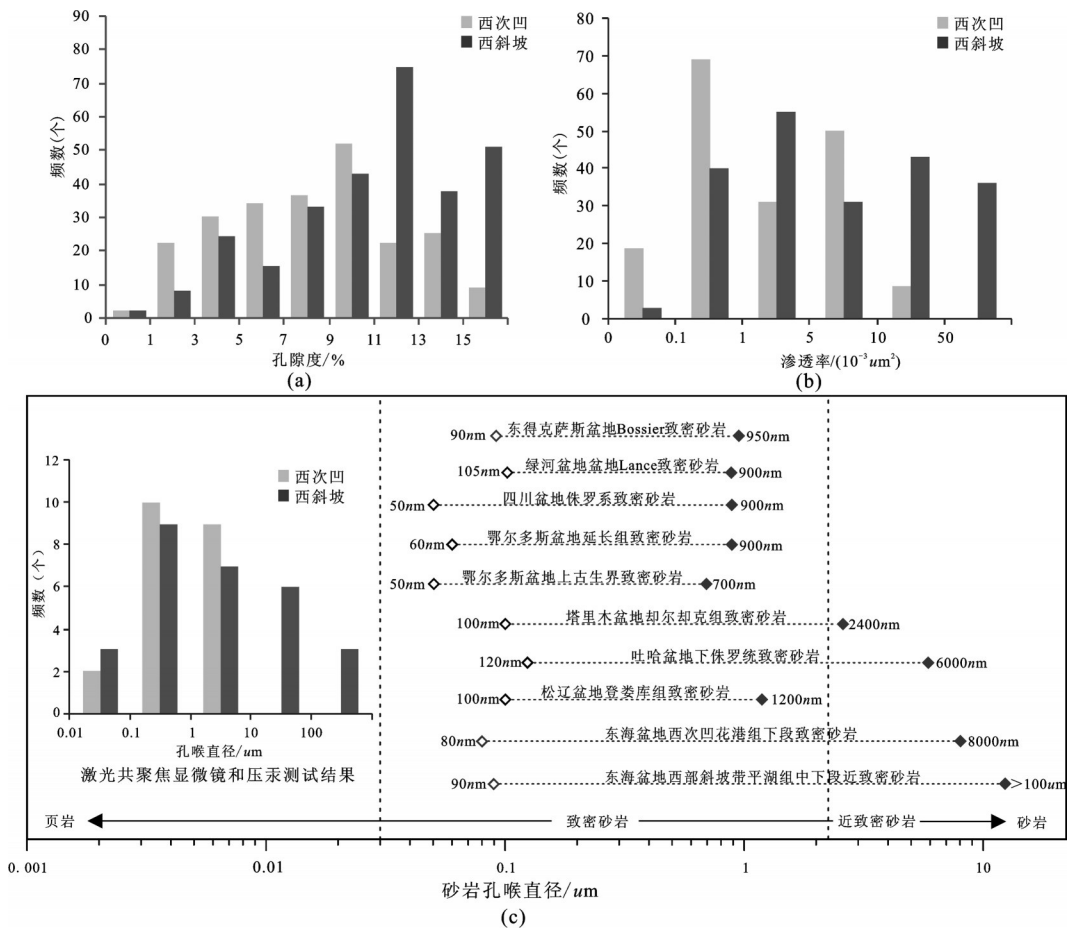 西次凹
西斜坡
频数(个)
90
80
70
60
50
40
30
20
10
0
0 1 3 5 7 9 11 13 15
孔隙度/%
(a)
西次凹
西斜坡
频数(个)
80
70
60
50
40
30
20
10
0
0 0.1 1 5 10 50
渗透率/(10⁻³um²)
(b)
西次凹
西斜坡
频数(个)
12
10
8
6
4
2
0
0.01 0.1 1 10 100
孔喉直径/um
激光共聚焦显微镜和压汞测试结果
90nm 东得克萨斯盆地Bossier致密砂岩 950nm
105nm 绿河盆地盆地Lance致密砂岩 900nm
50nm 四川盆地侏罗系致密砂岩 900nm
60nm 鄂尔多斯盆地延长组致密砂岩 900nm
50nm 鄂尔多斯盆地上古生界致密砂岩 700nm
100nm 塔里木盆地却尔却克组致密砂岩 2400nm
120nm 吐哈盆地下侏罗统致密砂岩 6000nm
100nm 松辽盆地登娄库组致密砂岩 1200nm
80nm 东海盆地西次凹花港组下段致密砂岩 8000nm
90nm 东海盆地西部斜坡带平湖组中下段近致密砂岩 >100um
页岩 致密砂岩 近致密砂岩 砂岩
0.001 0.01 0.1 1 10
砂岩孔喉直径/um
(c)